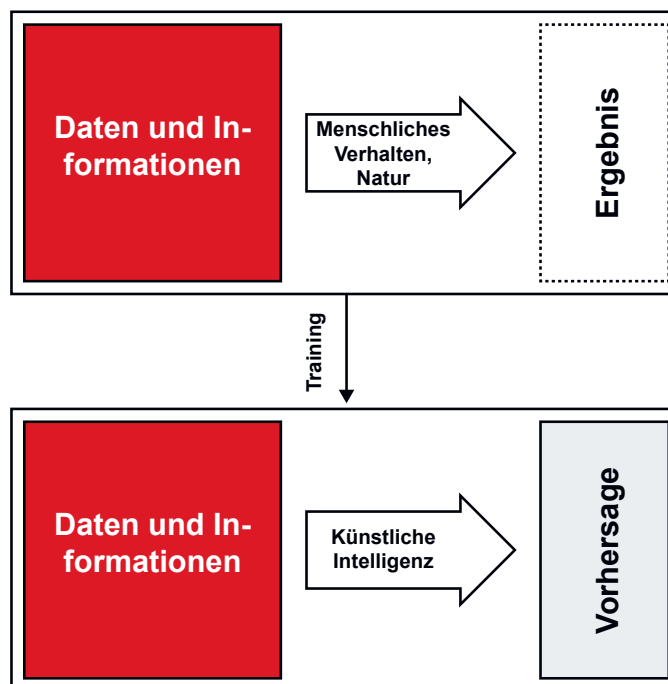 Daten und In-
formationen
Menschliches
Verhalten,
Natur
Ergebnis
Training
Daten und In-
formationen
Künstliche
Intelligenz
Vorhersage